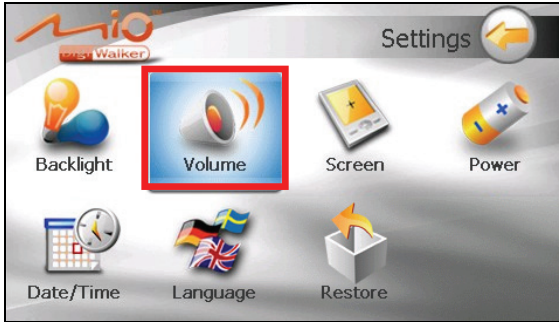 Mio
DigiWalker
Settings
Backlight
Volume
Screen
Power
Date/Time
Language
Restore